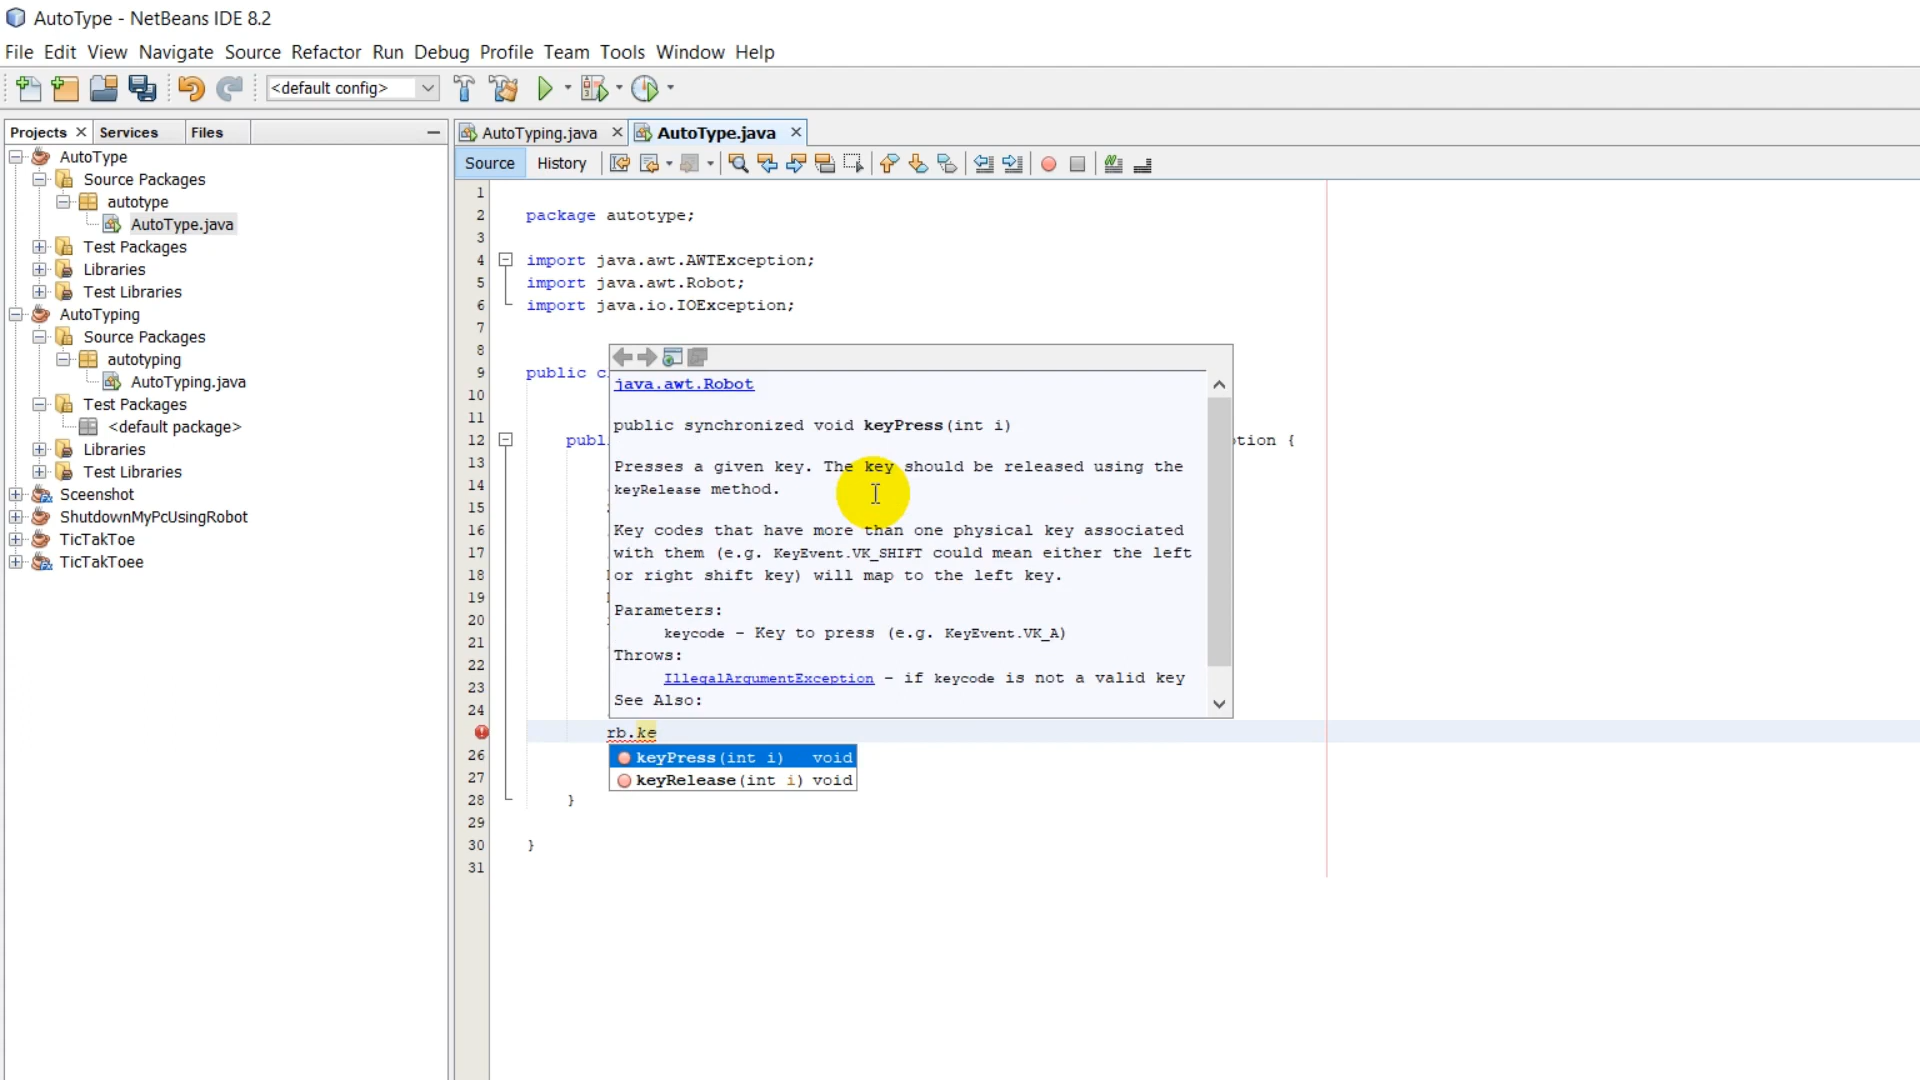 AutoType - NetBeans IDE 8.2
File Edit View Navigate Source Refactor Run Debug Profile Team Tools Window Help
<default config>
Projects Services Files
AutoTyping.java AutoType.java
Source History
AutoType
Source Packages
autotype
AutoType.java
Test Packages
Libraries
Test Libraries
AutoTyping
Source Packages
autotyping
AutoTyping.java
Test Packages
<default package>
Libraries
Test Libraries
Sceenshot
ShutdownMyPcUsingRobot
TicTakToe
TicTakToee
1
2 package autotype;
3
4 import java.awt.AWTException;
5 import java.awt.Robot;
6 import java.io.IOException;
7
8
9 public c
10
11
12 publ tion {
13
14
15
16
17
18
19
20
21
22
23
24
rb.ke
26
27
28 }
29
30 }
31
java.awt.Robot
public synchronized void keyPress(int i)
Presses a given key. The key should be released using the
keyRelease method.
Key codes that have more than one physical key associated
with them (e.g. KeyEvent.VK_SHIFT could mean either the left
or right shift key) will map to the left key.
Parameters:
keycode - Key to press (e.g. KeyEvent.VK_A)
Throws:
IllegalArgumentException - if keycode is not a valid key
See Also:
keyPress(int i) void
keyRelease(int i) void